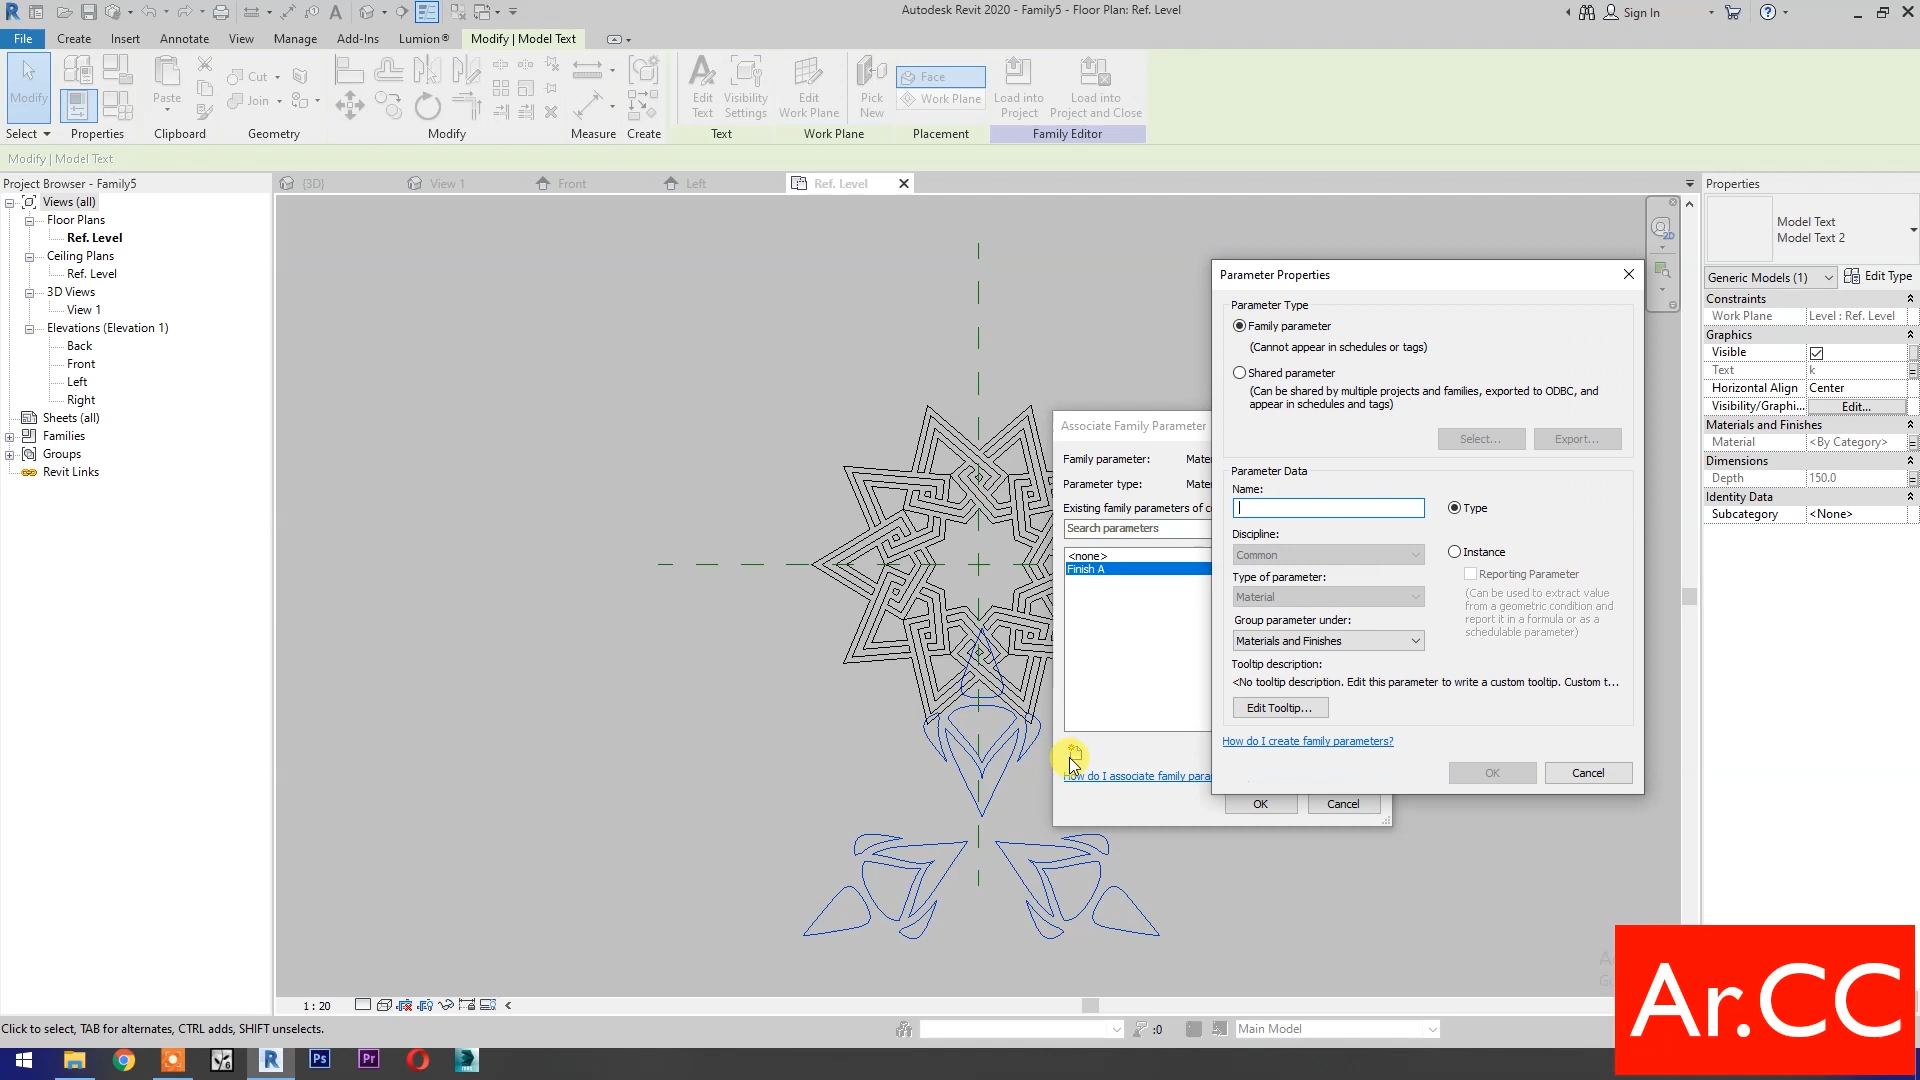 Autodesk Revit 2020 - Family5 - Floor Plan: Ref. Level
Sign In
File
Create
Insert
Annotate
View
Manage
Add-Ins
Lumion®
Modify | Model Text
Modify
Paste
Cut
Join
Edit
Text
Visibility
Settings
Edit
Work Plane
Pick
New
Face
Work Plane
Load into
Project
Load into
Project and Close
Select
Properties
Clipboard
Geometry
Modify
Measure
Create
Text
Work Plane
Placement
Family Editor
Modify | Model Text
Project Browser - Family5
{3D}
View 1
Front
Left
Ref. Level
Properties
Views (all)
Floor Plans
Ref. Level
Ceiling Plans
Ref. Level
3D Views
View 1
Elevations (Elevation 1)
Back
Front
Left
Right
Sheets (all)
Families
Groups
Revit Links
2D
Model Text
Model Text 2
Generic Models (1)
Edit Type
Constraints
Work Plane
Level : Ref. Level
Graphics
Visible
Text
k
Horizontal Align
Center
Visibility/Graphi...
Edit...
Materials and Finishes
Material
<By Category>
Dimensions
Depth
150.0
Identity Data
Subcategory
<None>
Associate Family Parameter
Family parameter:
Mate
Parameter type:
Mate
Existing family parameters of c
Search parameters
<none>
Finish A
How do I associate family para
OK
Cancel
Parameter Properties
Parameter Type
Family parameter
(Cannot appear in schedules or tags)
Shared parameter
(Can be shared by multiple projects and families, exported to ODBC, and
appear in schedules and tags)
Select...
Export...
Parameter Data
Name:
Type
Discipline:
Common
Instance
Type of parameter:
Reporting Parameter
Material
(Can be used to extract value
from a geometric condition and
report it in a formula or as a
schedulable parameter)
Group parameter under:
Materials and Finishes
Tooltip description:
<No tooltip description. Edit this parameter to write a custom tooltip. Custom t...
Edit Tooltip...
How do I create family parameters?
OK
Cancel
1 : 20
Click to select, TAB for alternates, CTRL adds, SHIFT unselects.
:0
Main Model
Ar.CC
R
Ps
Pr